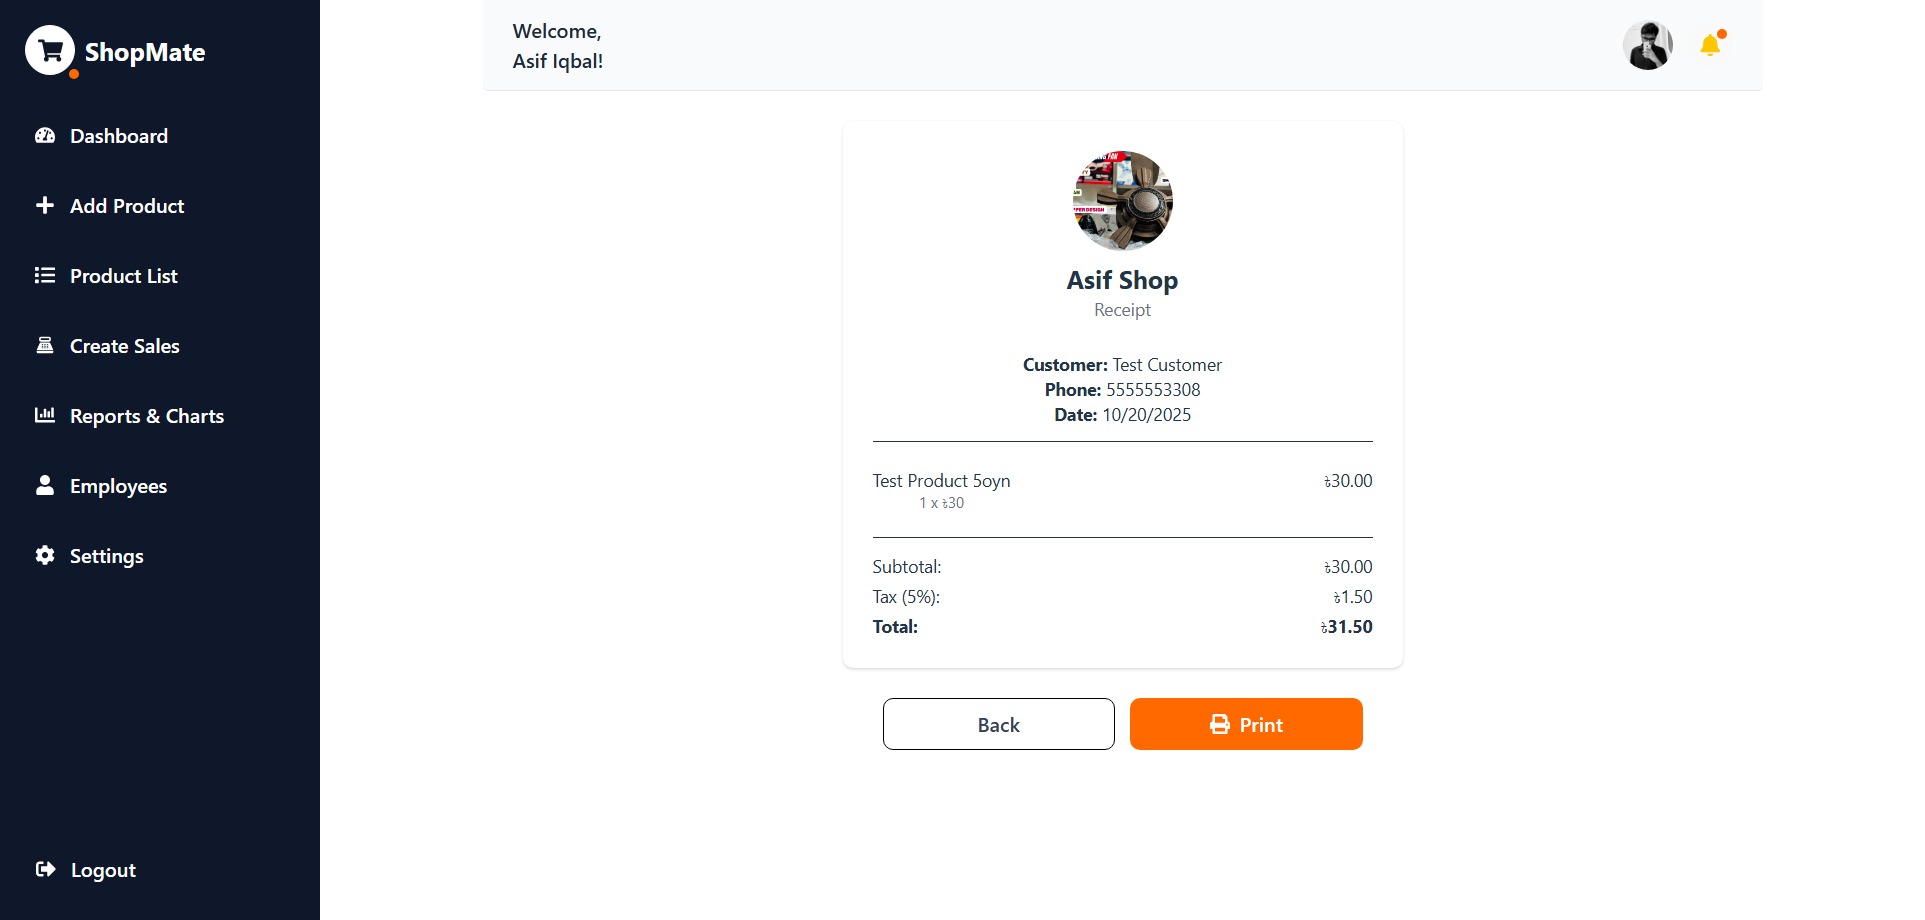 ShopMate
Dashboard
Add Product
Product List
Create Sales
Reports & Charts
Employees
Settings
Logout
Welcome,
Asif Iqbal!
Asif Shop
Receipt
Customer: Test Customer
Phone: 5555553308
Date: 10/20/2025
Test Product 5oyn ৳30.00
1 x ৳30
Subtotal: ৳30.00
Tax (5%): ৳1.50
Total: ৳31.50
Back
Print